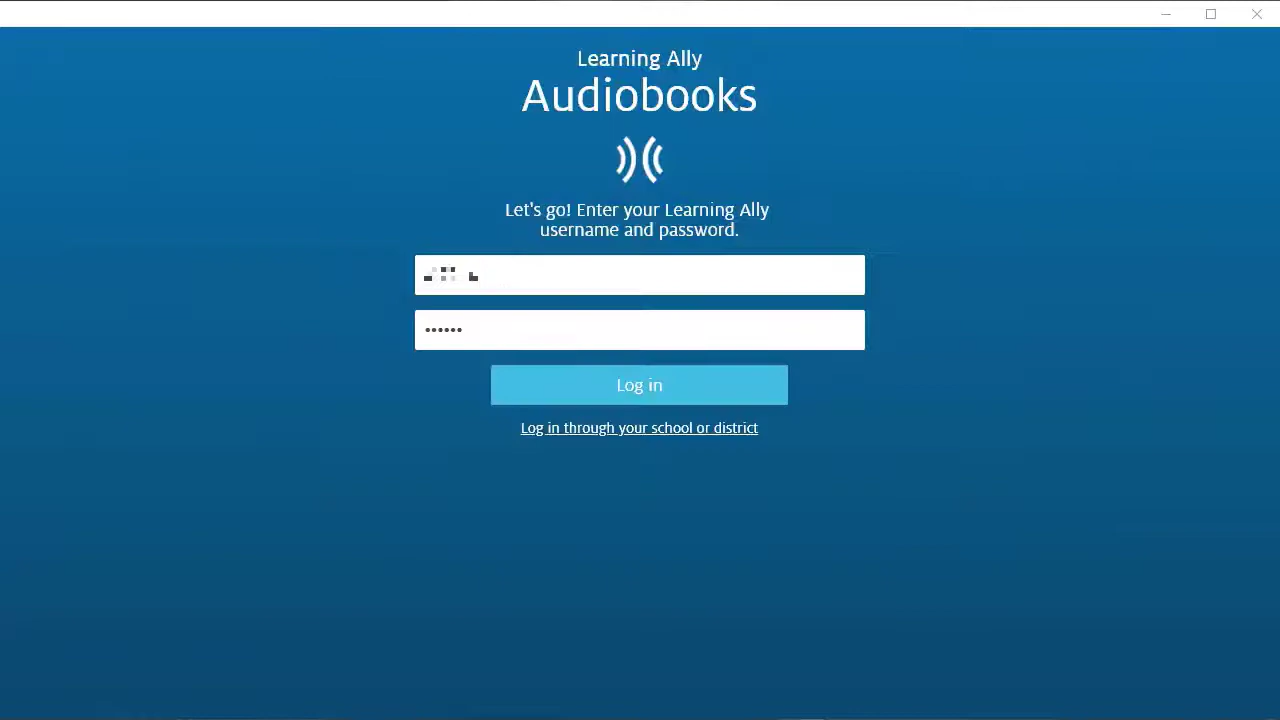 Learning Ally
Audiobooks
Let's go! Enter your Learning Ally
username and password.
••••••
Log in
Log in through your school or district